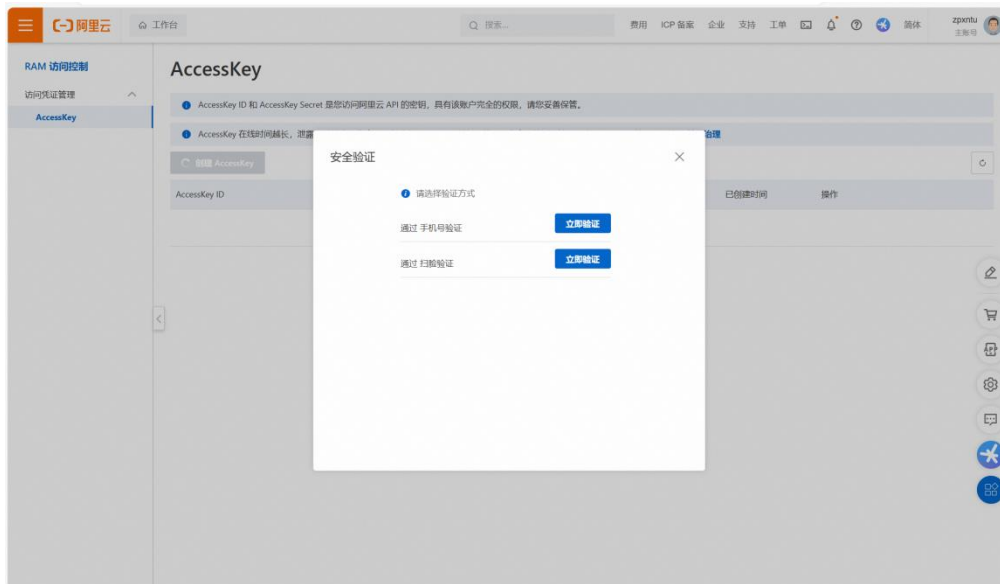 阿里云
工作台
搜索...
费用 ICP 备案 企业 支持 工单 简体
zpxntu
主账号
RAM 访问控制
访问凭证管理
AccessKey
AccessKey
AccessKey ID 和 AccessKey Secret 是您访问阿里云 API 的密钥，具有该账户完全的权限，请您妥善保管。
AccessKey 在线时间越长，泄露
治理
创建 AccessKey
AccessKey ID 已创建时间 操作
安全验证
请选择验证方式
通过 手机号验证 立即验证
通过 扫脸验证 立即验证